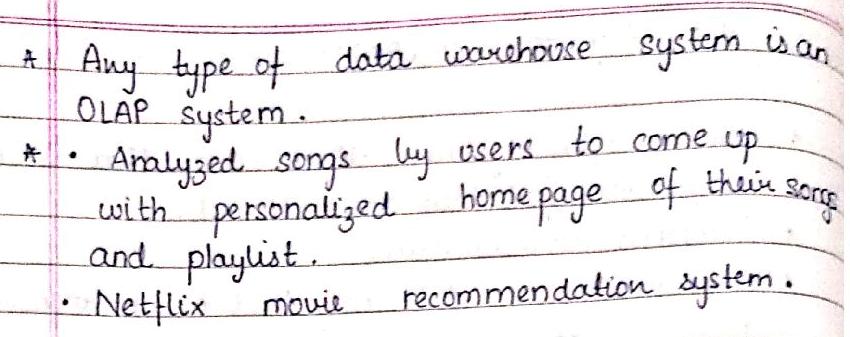 * Any type of data warehouse system is an
OLAP system.
* • Analyzed songs by users to come up
with personalized home page of their songs
and playlist.
• Netflix movie recommendation system.